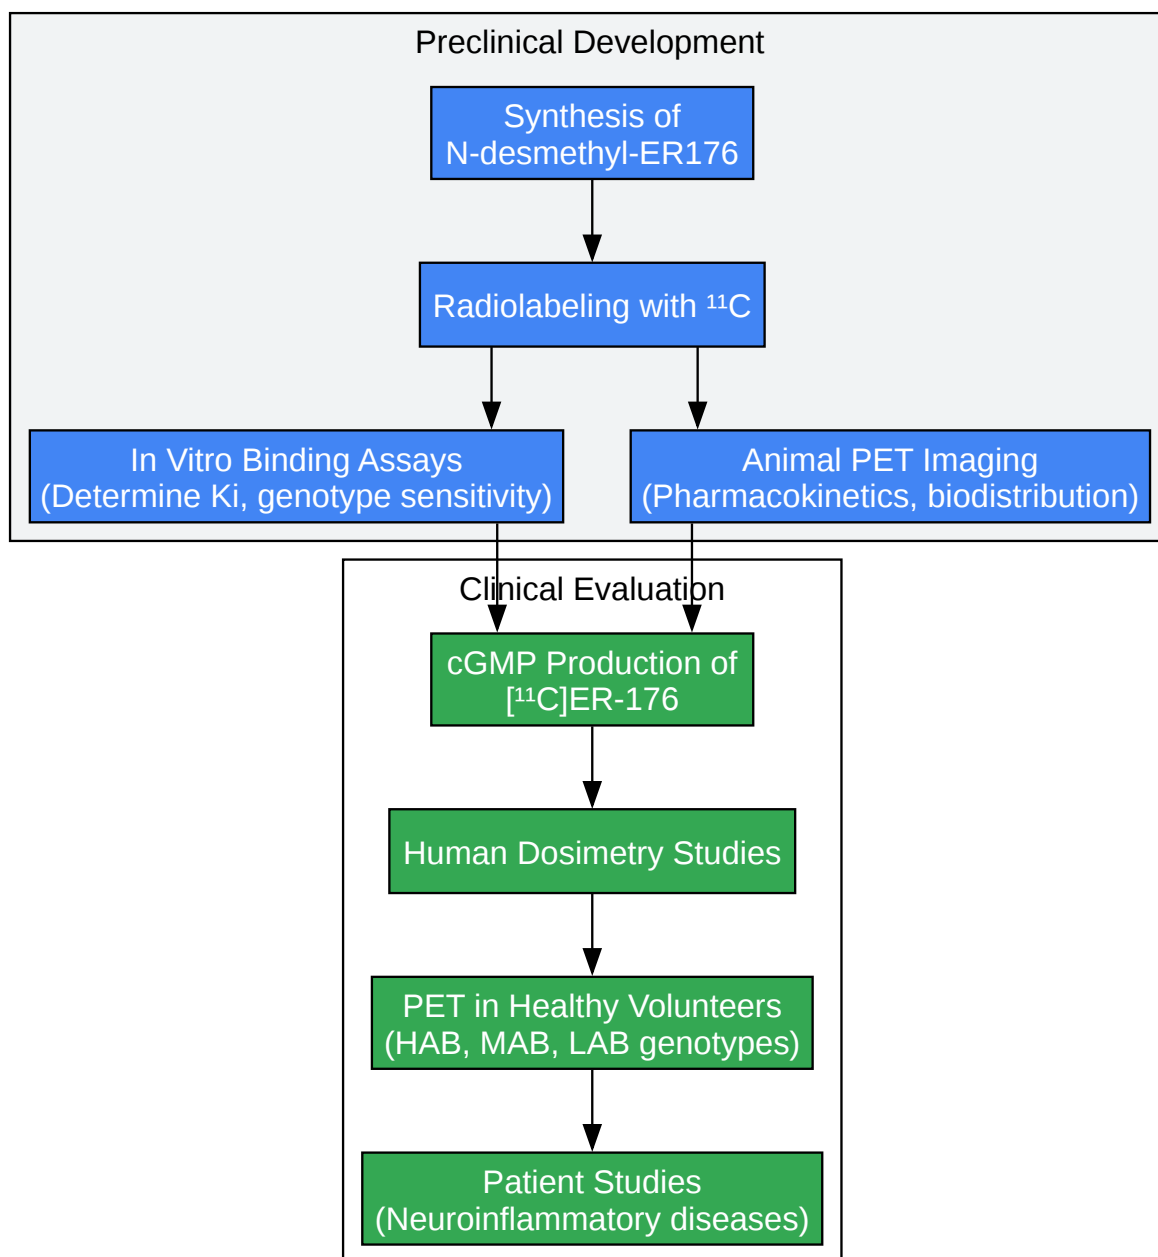 Preclinical Development
Synthesis of
N-desmethyl-ER176
Radiolabeling with ¹¹C
In Vitro Binding Assays
(Determine Ki, genotype sensitivity)
Animal PET Imaging
(Pharmacokinetics, biodistribution)
Clinical Evaluation
cGMP Production of
[¹¹C]ER-176
Human Dosimetry Studies
PET in Healthy Volunteers
(HAB, MAB, LAB genotypes)
Patient Studies
(Neuroinflammatory diseases)